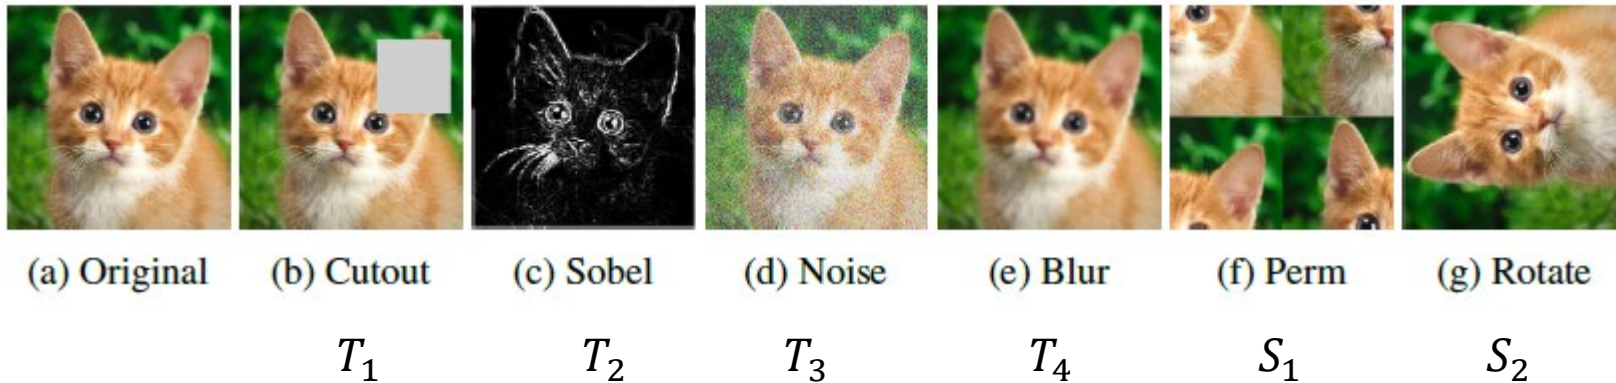 (a) Original (b) Cutout (c) Sobel (d) Noise (e) Blur (f) Perm (g) Rotate
T₁ T₂ T₃ T₄ S₁ S₂